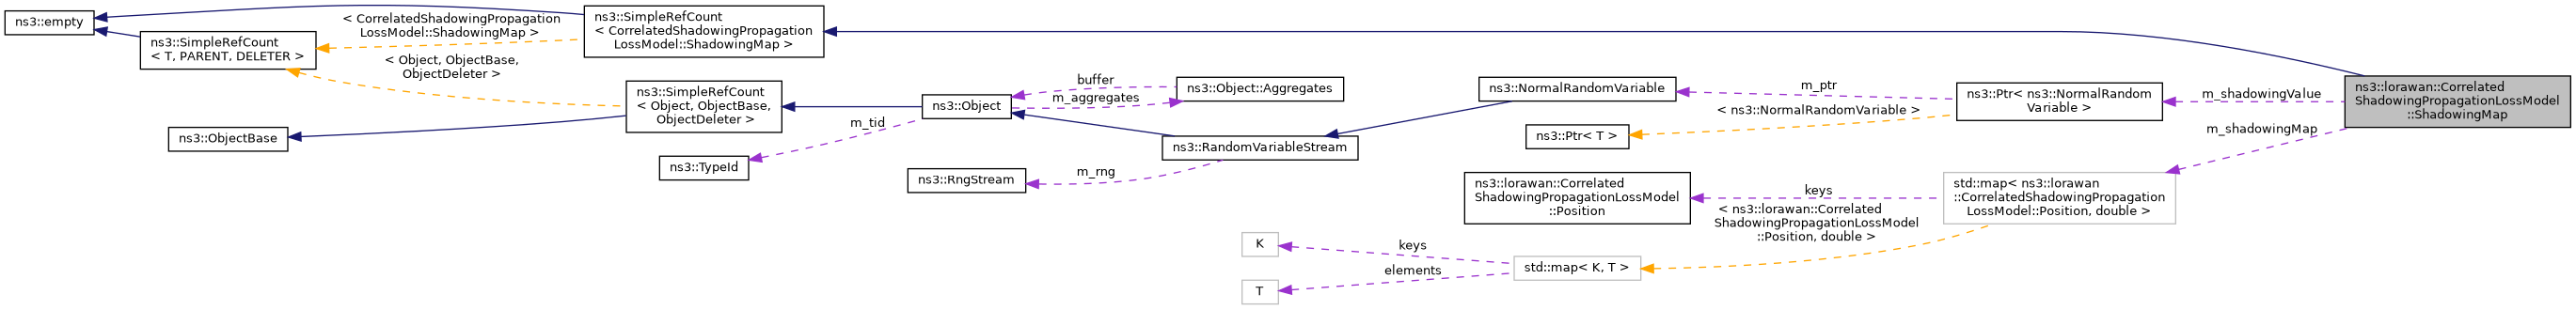 ns3::empty
ns3::SimpleRefCount
< T, PARENT, DELETER >
< CorrelatedShadowingPropagation
LossModel::ShadowingMap >
< Object, ObjectBase,
ObjectDeleter >
ns3::ObjectBase
ns3::SimpleRefCount
< CorrelatedShadowingPropagation
LossModel::ShadowingMap >
ns3::SimpleRefCount
< Object, ObjectBase,
ObjectDeleter >
ns3::TypeId
m_tid
ns3::Object
buffer
m_aggregates
ns3::Object::Aggregates
ns3::RandomVariableStream
ns3::RngStream
m_rng
ns3::NormalRandomVariable
m_ptr
< ns3::NormalRandomVariable >
ns3::Ptr< T >
ns3::Ptr< ns3::NormalRandom
Variable >
m_shadowingValue
m_shadowingMap
ns3::lorawan::Correlated
ShadowingPropagationLossModel
::ShadowingMap
ns3::lorawan::Correlated
ShadowingPropagationLossModel
::Position
keys
< ns3::lorawan::Correlated
ShadowingPropagationLossModel
::Position, double >
std::map< ns3::lorawan
::CorrelatedShadowingPropagation
LossModel::Position, double >
K
keys
elements
T
std::map< K, T >